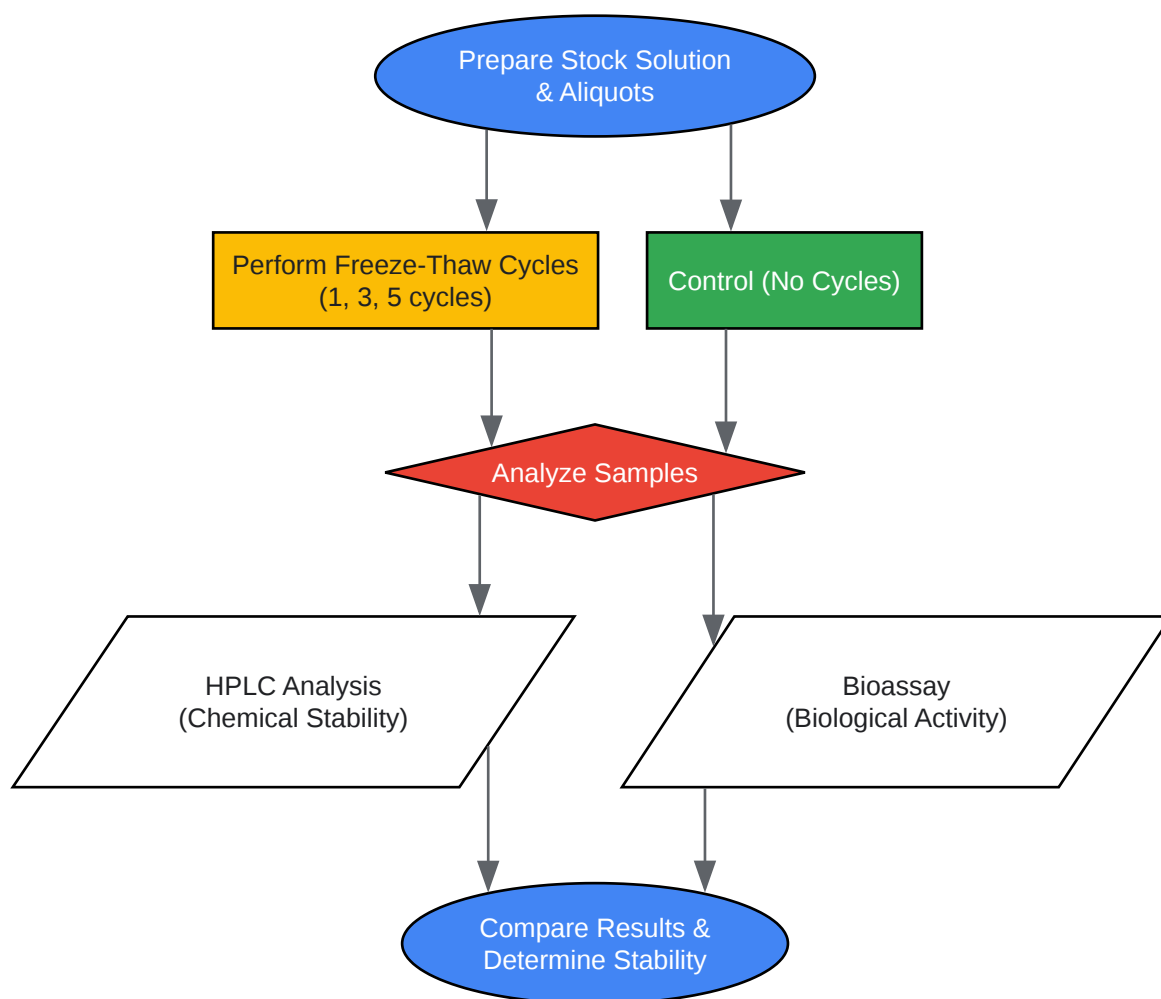 Prepare Stock Solution
& Aliquots
Perform Freeze-Thaw Cycles
(1, 3, 5 cycles)
Control (No Cycles)
Analyze Samples
HPLC Analysis
(Chemical Stability)
Bioassay
(Biological Activity)
Compare Results &
Determine Stability